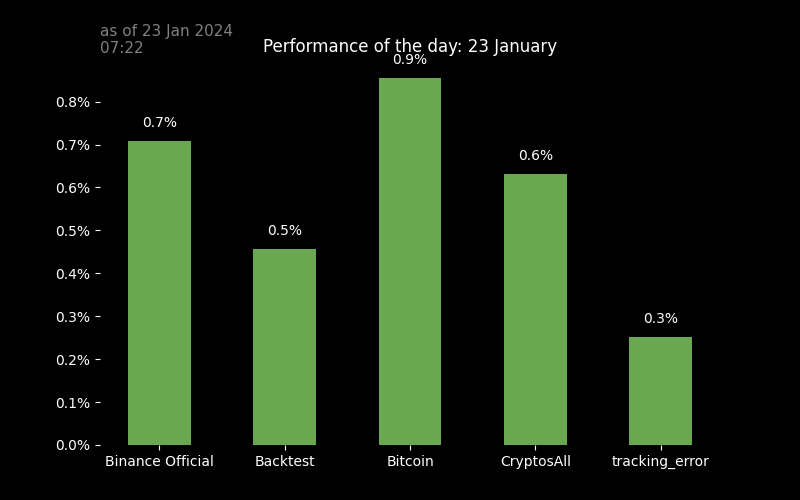 as of 23 Jan 2024
07:22
Performance of the day: 23 January
0.9%
0.8%
0.7%
0.7%
0.6%
0.6%
0.5%
0.5%
0.4%
0.3%
0.3%
0.2%
0.1%
0.0%
Binance Official
Backtest
Bitcoin
CryptosAll
tracking_error